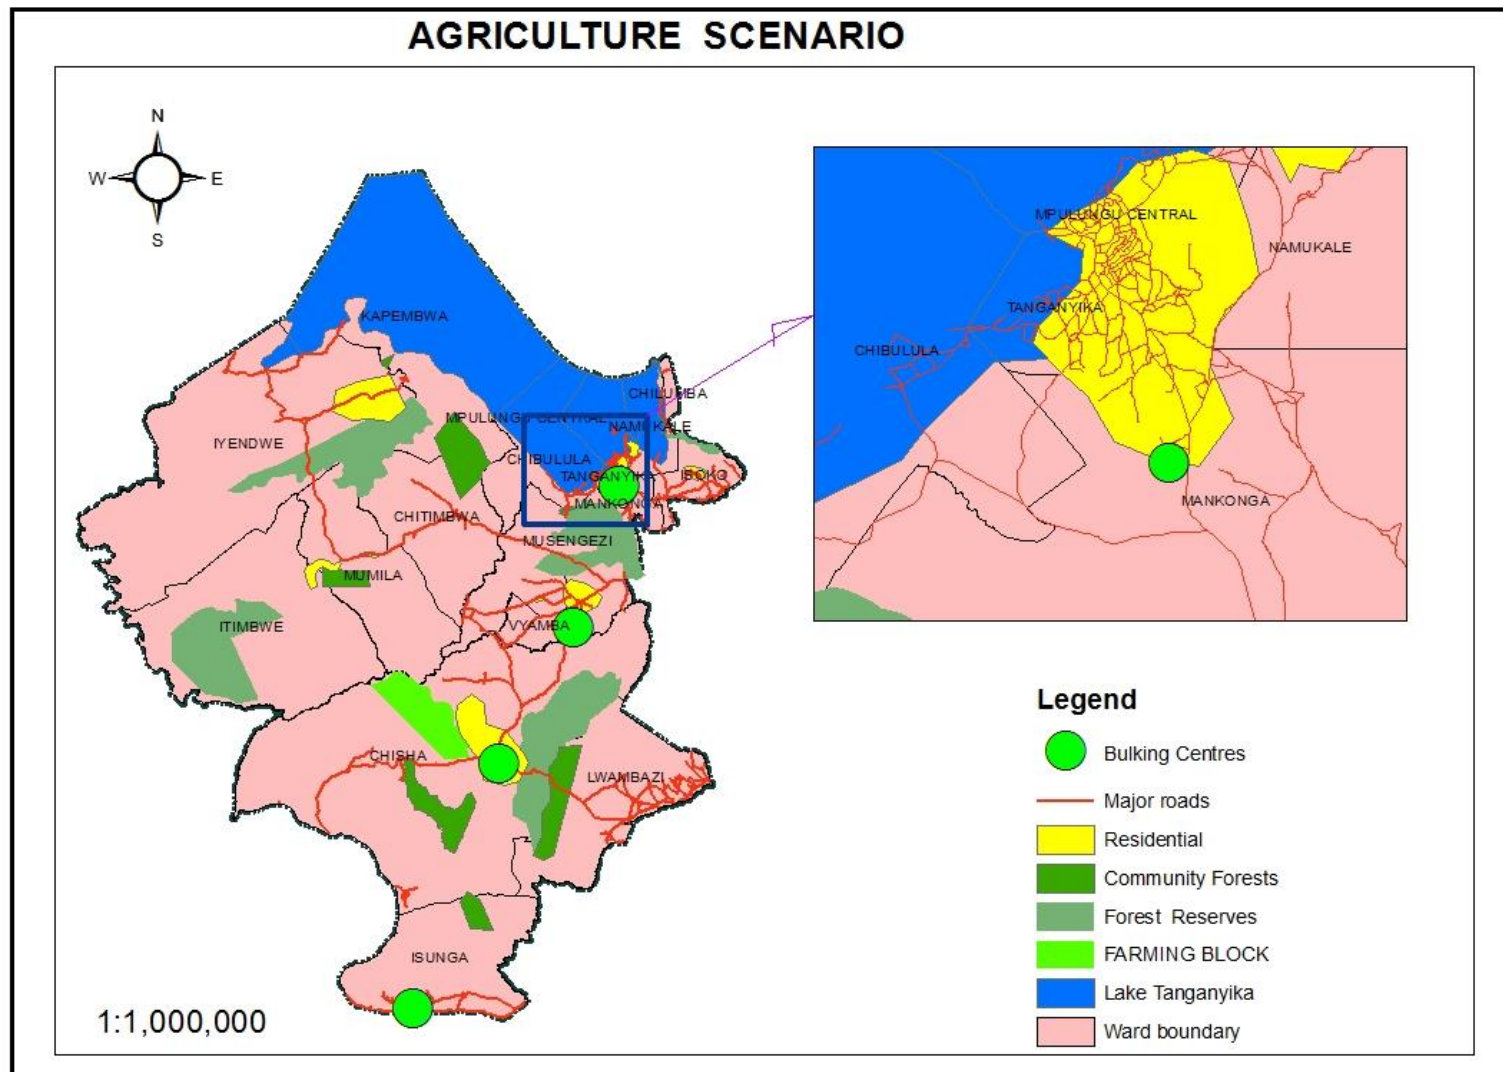 AGRICULTURE SCENARIO
N
W
E
S
KAPEMBWA
CHILUMBA
MPULUNGU CENTRAL
NAMUKALE
IYENDWE
CHIBULULA
TANGANYIKA
ISOKO
MANKONGA
CHITIMBWA
MUSENGEZI
MUMILA
ITIMBWE
VYAMBA
CHISHA
LWAMBAZI
ISUNGA
1:1,000,000
MPULUNGU CENTRAL
NAMUKALE
TANGANYIKA
CHIBULULA
MANKONGA
Legend
Bulking Centres
Major roads
Residential
Community Forests
Forest Reserves
FARMING BLOCK
Lake Tanganyika
Ward boundary